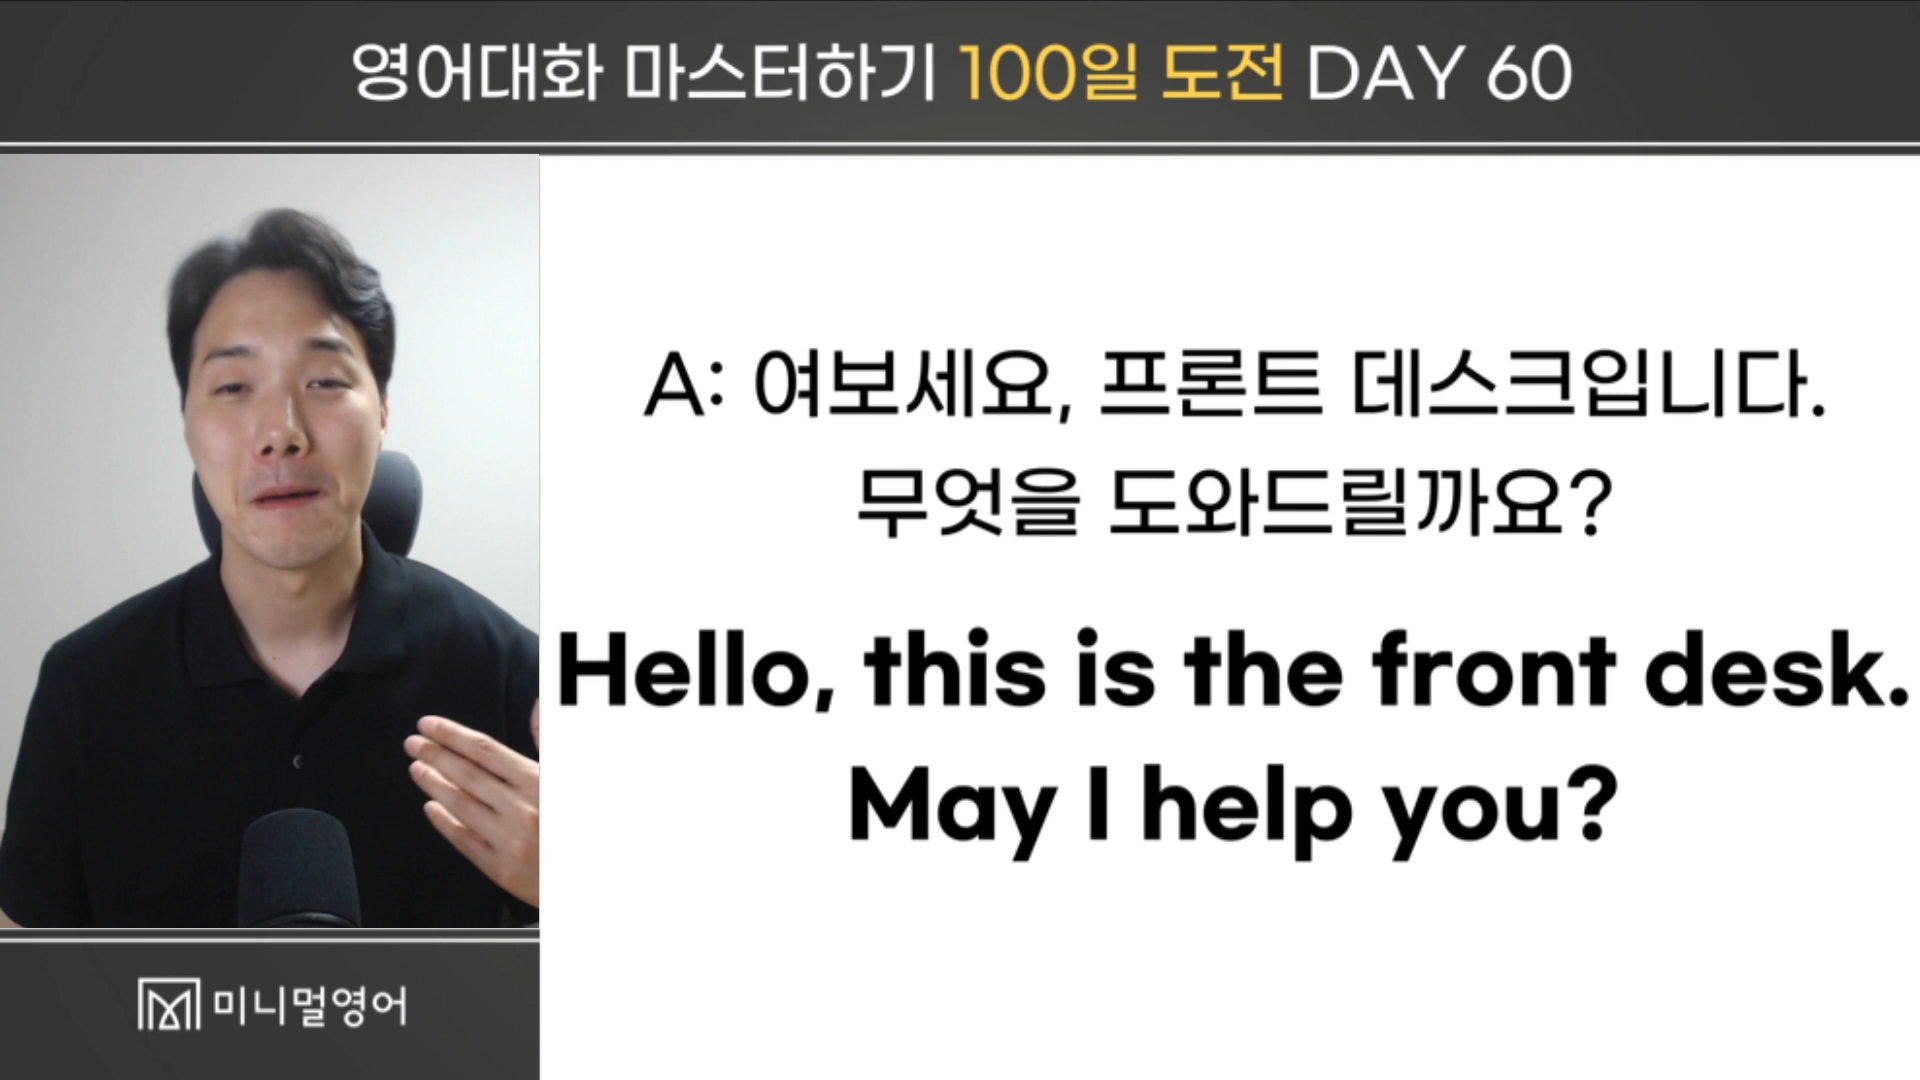 영어대화 마스터하기 100일 도전 DAY 60
A: 여보세요, 프론트 데스크입니다.
무엇을 도와드릴까요?
Hello, this is the front desk.
May I help you?
미니멀영어